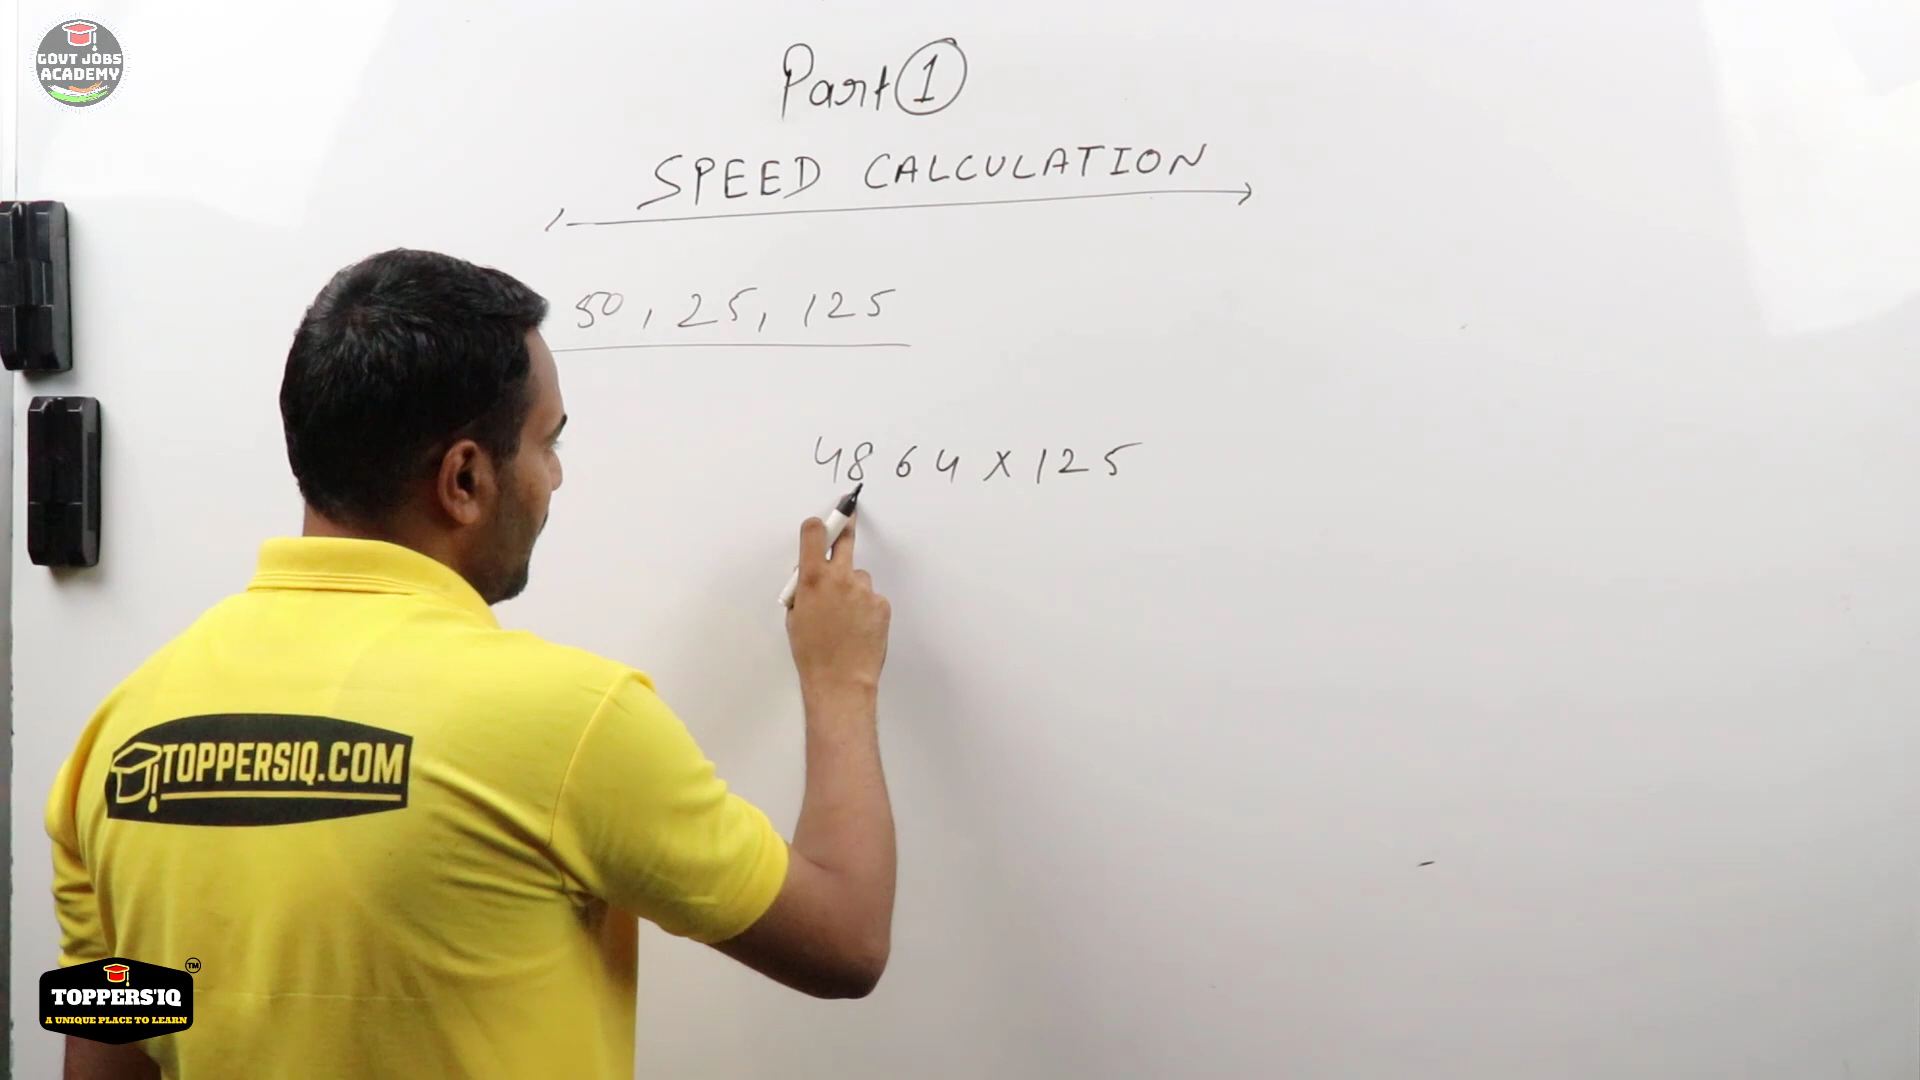 GOVT JOBS
ACADEMY
Part 1
SPEED CALCULATION
50, 25, 125
4864 x 125
TOPPERSIQ.COM
TOPPERS'IQ
TM
A UNIQUE PLACE TO LEARN